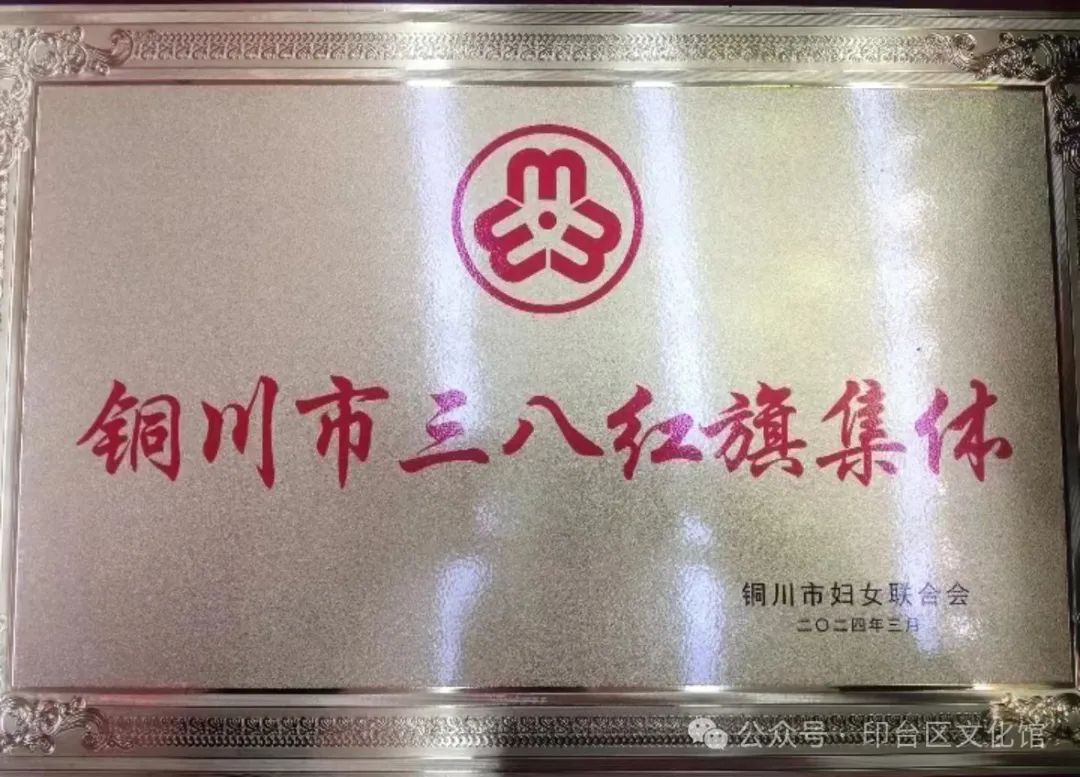 铜川市三八红旗集体
铜川市妇女联合会
二〇二四年三月
公众号·印台区文化馆